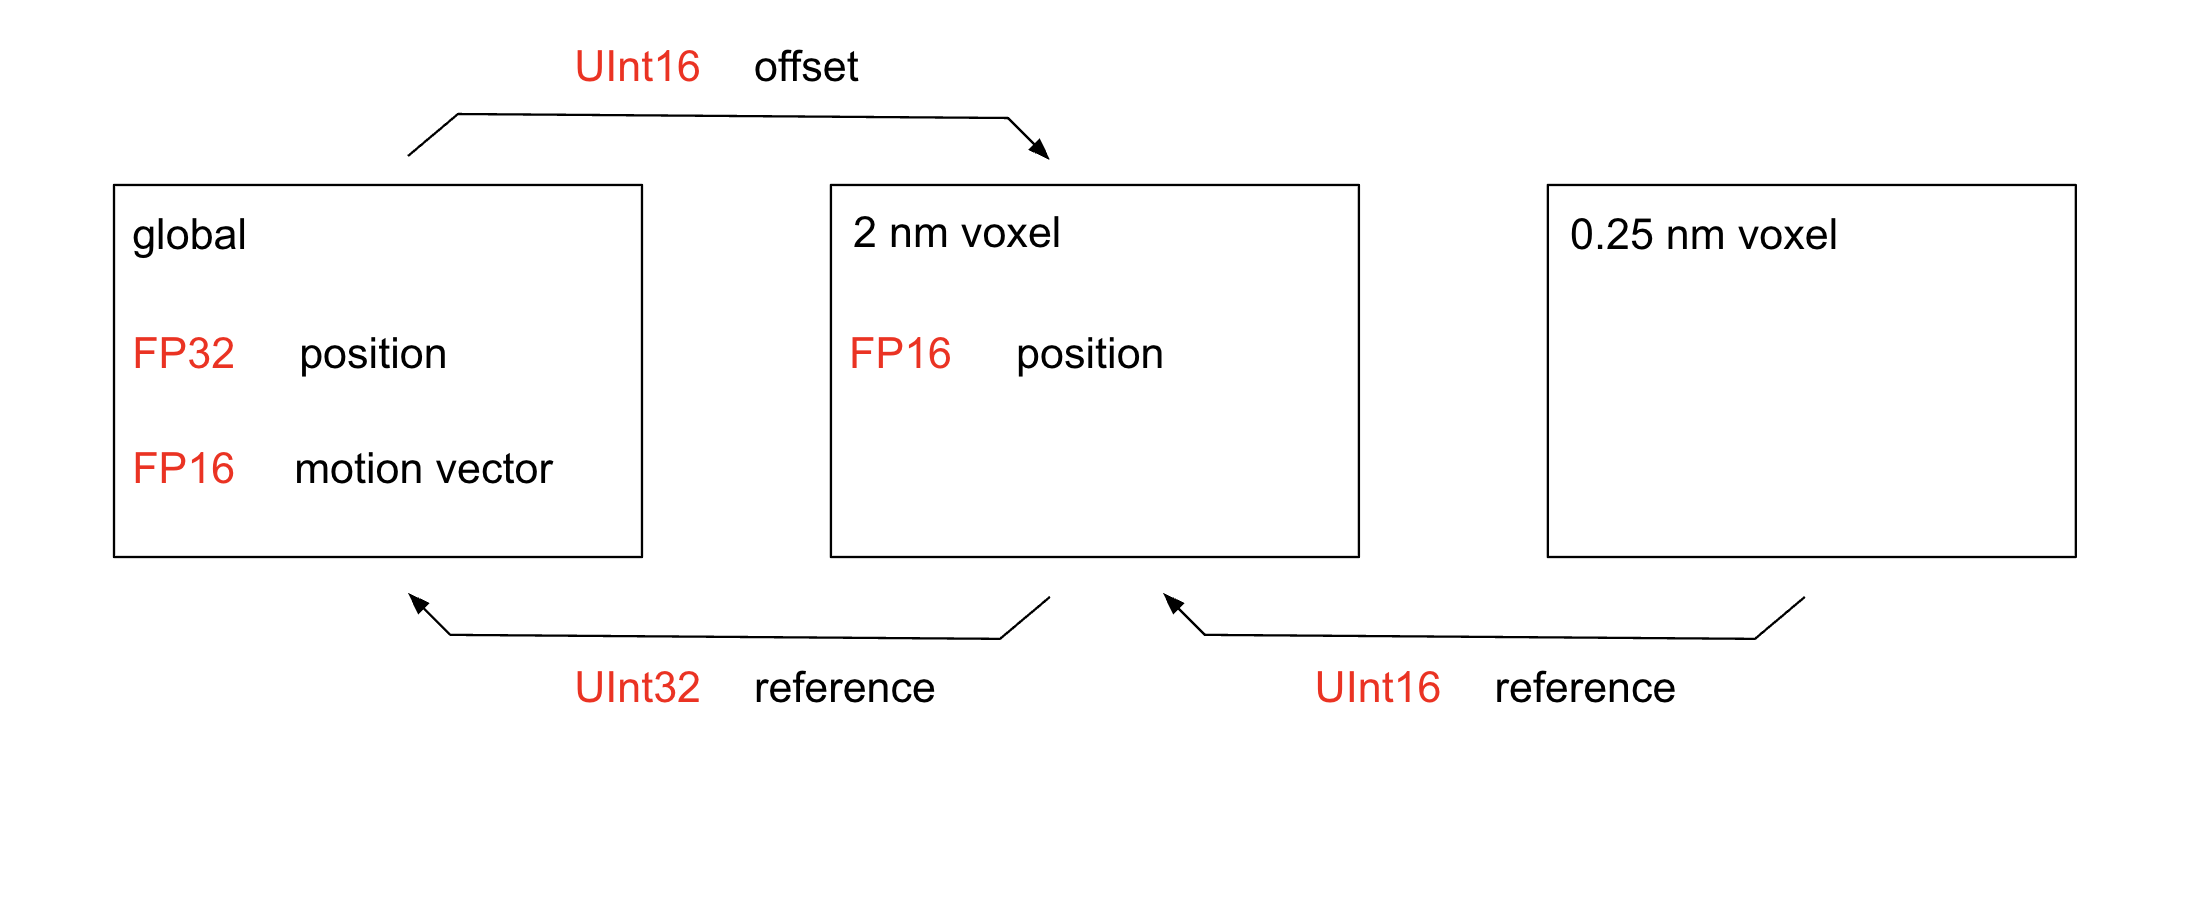 UInt16 offset
global
FP32 position
FP16 motion vector
2 nm voxel
FP16 position
0.25 nm voxel
UInt32 reference
UInt16 reference